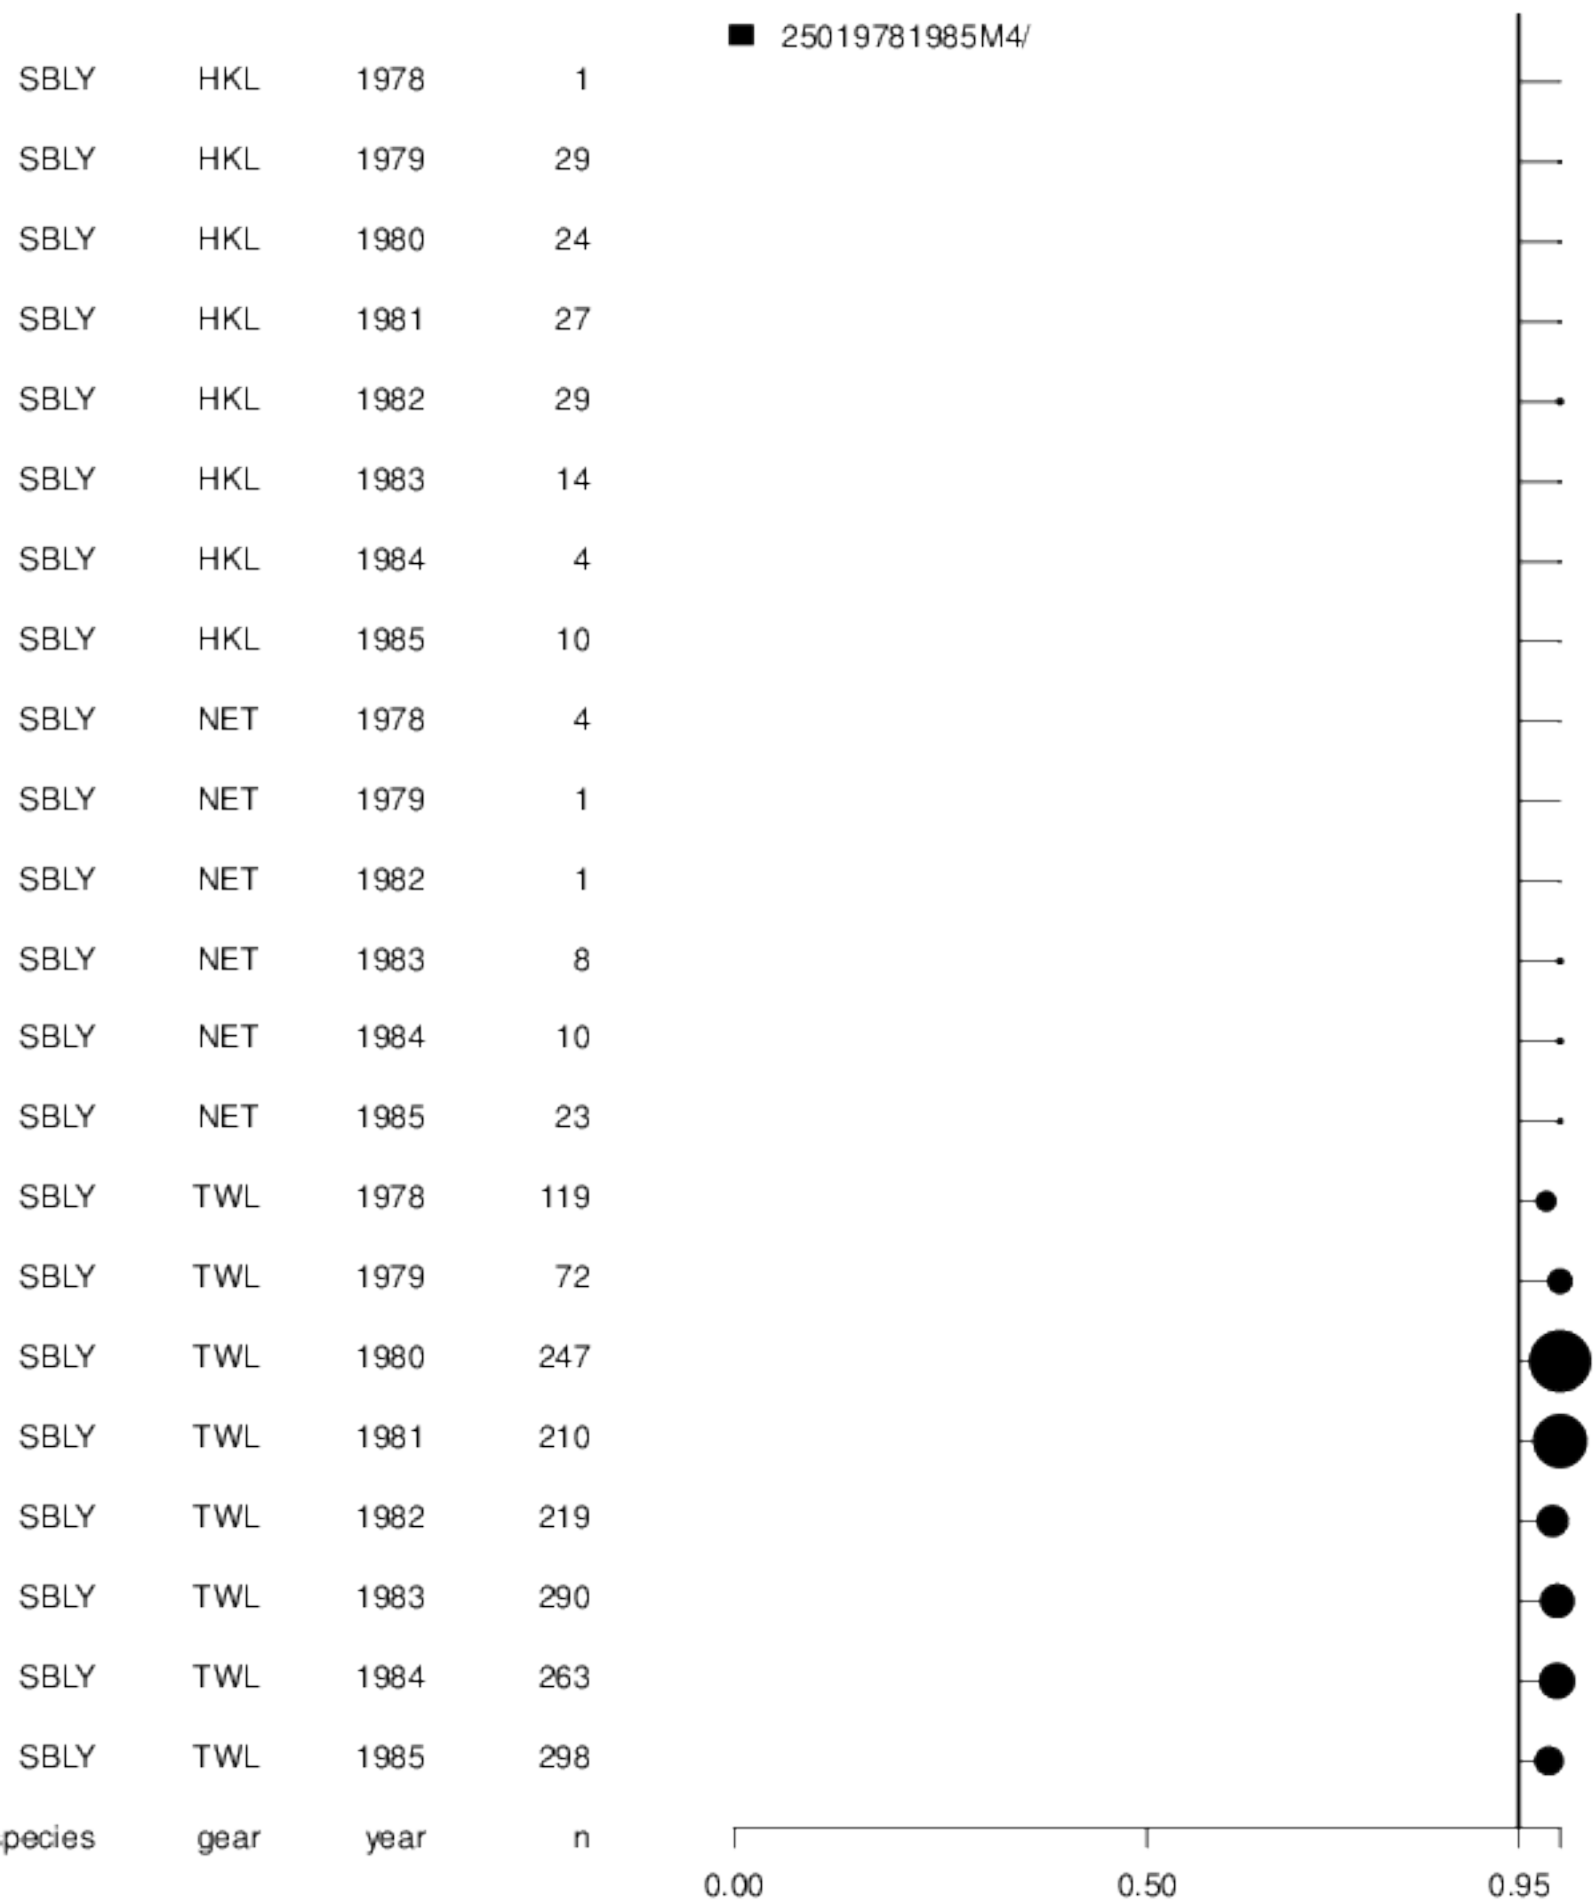 25019781985M4/
SBLY HKL 1978 1
SBLY HKL 1979 29
SBLY HKL 1980 24
SBLY HKL 1981 27
SBLY HKL 1982 29
SBLY HKL 1983 14
SBLY HKL 1984 4
SBLY HKL 1985 10
SBLY NET 1978 4
SBLY NET 1979 1
SBLY NET 1982 1
SBLY NET 1983 8
SBLY NET 1984 10
SBLY NET 1985 23
SBLY TWL 1978 119
SBLY TWL 1979 72
SBLY TWL 1980 247
SBLY TWL 1981 210
SBLY TWL 1982 219
SBLY TWL 1983 290
SBLY TWL 1984 263
SBLY TWL 1985 298
pecies gear year n
0.00 0.50 0.95